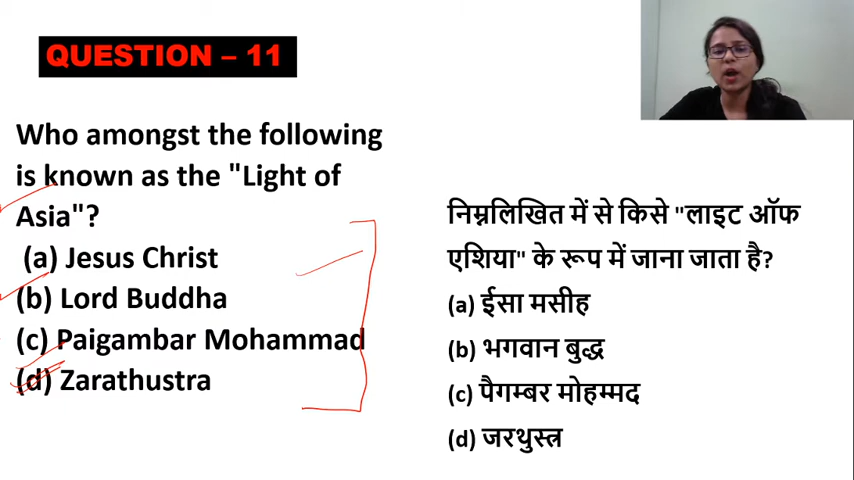 QUESTION – 11
Who amongst the following
is known as the "Light of
Asia"?
(a) Jesus Christ
(b) Lord Buddha
(c) Paigambar Mohammad
(d) Zarathustra
निम्नलिखित में से किसे "लाइट ऑफ
एशिया" के रूप में जाना जाता है?
(a) ईसा मसीह
(b) भगवान बुद्ध
(c) पैगम्बर मोहम्मद
(d) जरथुस्त्र